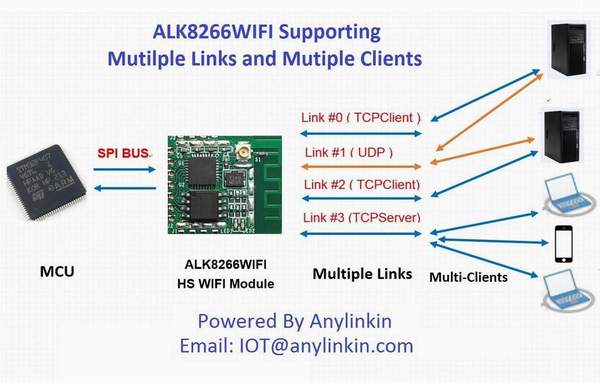 ALK8266WIFI Supporting
Mutilple Links and Mutiple Clients
Link #0 ( TCPClient )
SPI BUS
Link #1 ( UDP )
Link #2 ( TCPClient)
Link #3 (TCPServer)
ARM
MCU
ALK8266WIFI
HS WIFI Module
Multiple Links
Multi-Clients
Powered By Anylinkin
Email: IOT@anylinkin.com